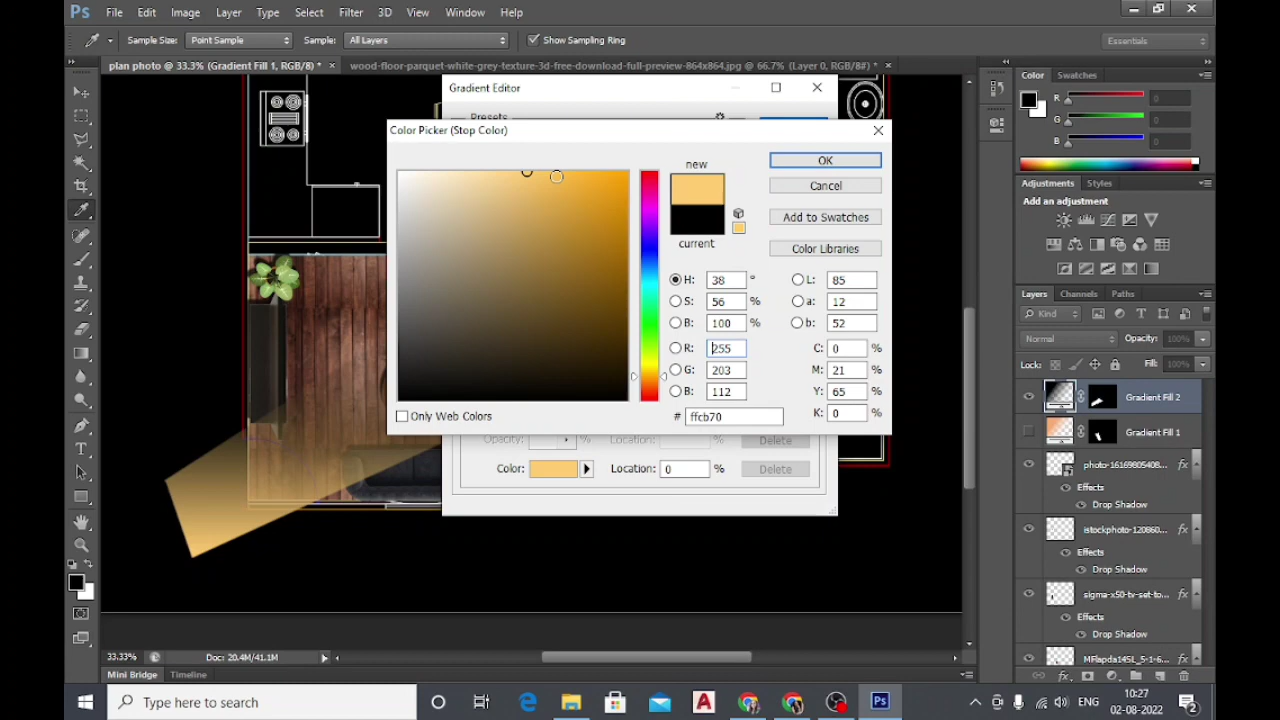 Ps File Edit Image Layer Type Select Filter 3D View Window Help
Sample Size: Point Sample Sample: All Layers Show Sampling Ring Essentials
plan photo @ 33.3% (Gradient Fill 1, RGB/8) * × wood-floor-parquet-white-grey-texture-3d-free-download-full-preview-864x864.jpg @ 66.7% (Layer 0, RGB/8#) * ×
Gradient Editor
Presets
Color Picker (Stop Color)
new
current
OK
Cancel
Add to Swatches
Color Libraries
H: 38 °
S: 56 %
B: 100 %
R: 255
G: 203
B: 112
L: 85
a: 12
b: 52
C: 0 %
M: 21 %
Y: 65 %
K: 0 %
# ffcb70
Only Web Colors
Opacity: % Location: % Delete
Color: Location: 0 % Delete
Color Swatches
R 0
G 0
B 0
Adjustments Styles
Add an adjustment
Layers Channels Paths
Kind
Normal Opacity: 100%
Lock: Fill: 100%
Gradient Fill 2
Gradient Fill 1
photo-16169805408... fx
Effects
Drop Shadow
istockphoto-120860... fx
Effects
Drop Shadow
sigma-x50-tv-set-to... fx
Effects
Drop Shadow
MFlapda145L_5-1-6...
33.33% Doc: 20.4M/41.1M
Mini Bridge Timeline
Type here to search
ENG
10:27
02-08-2022
2